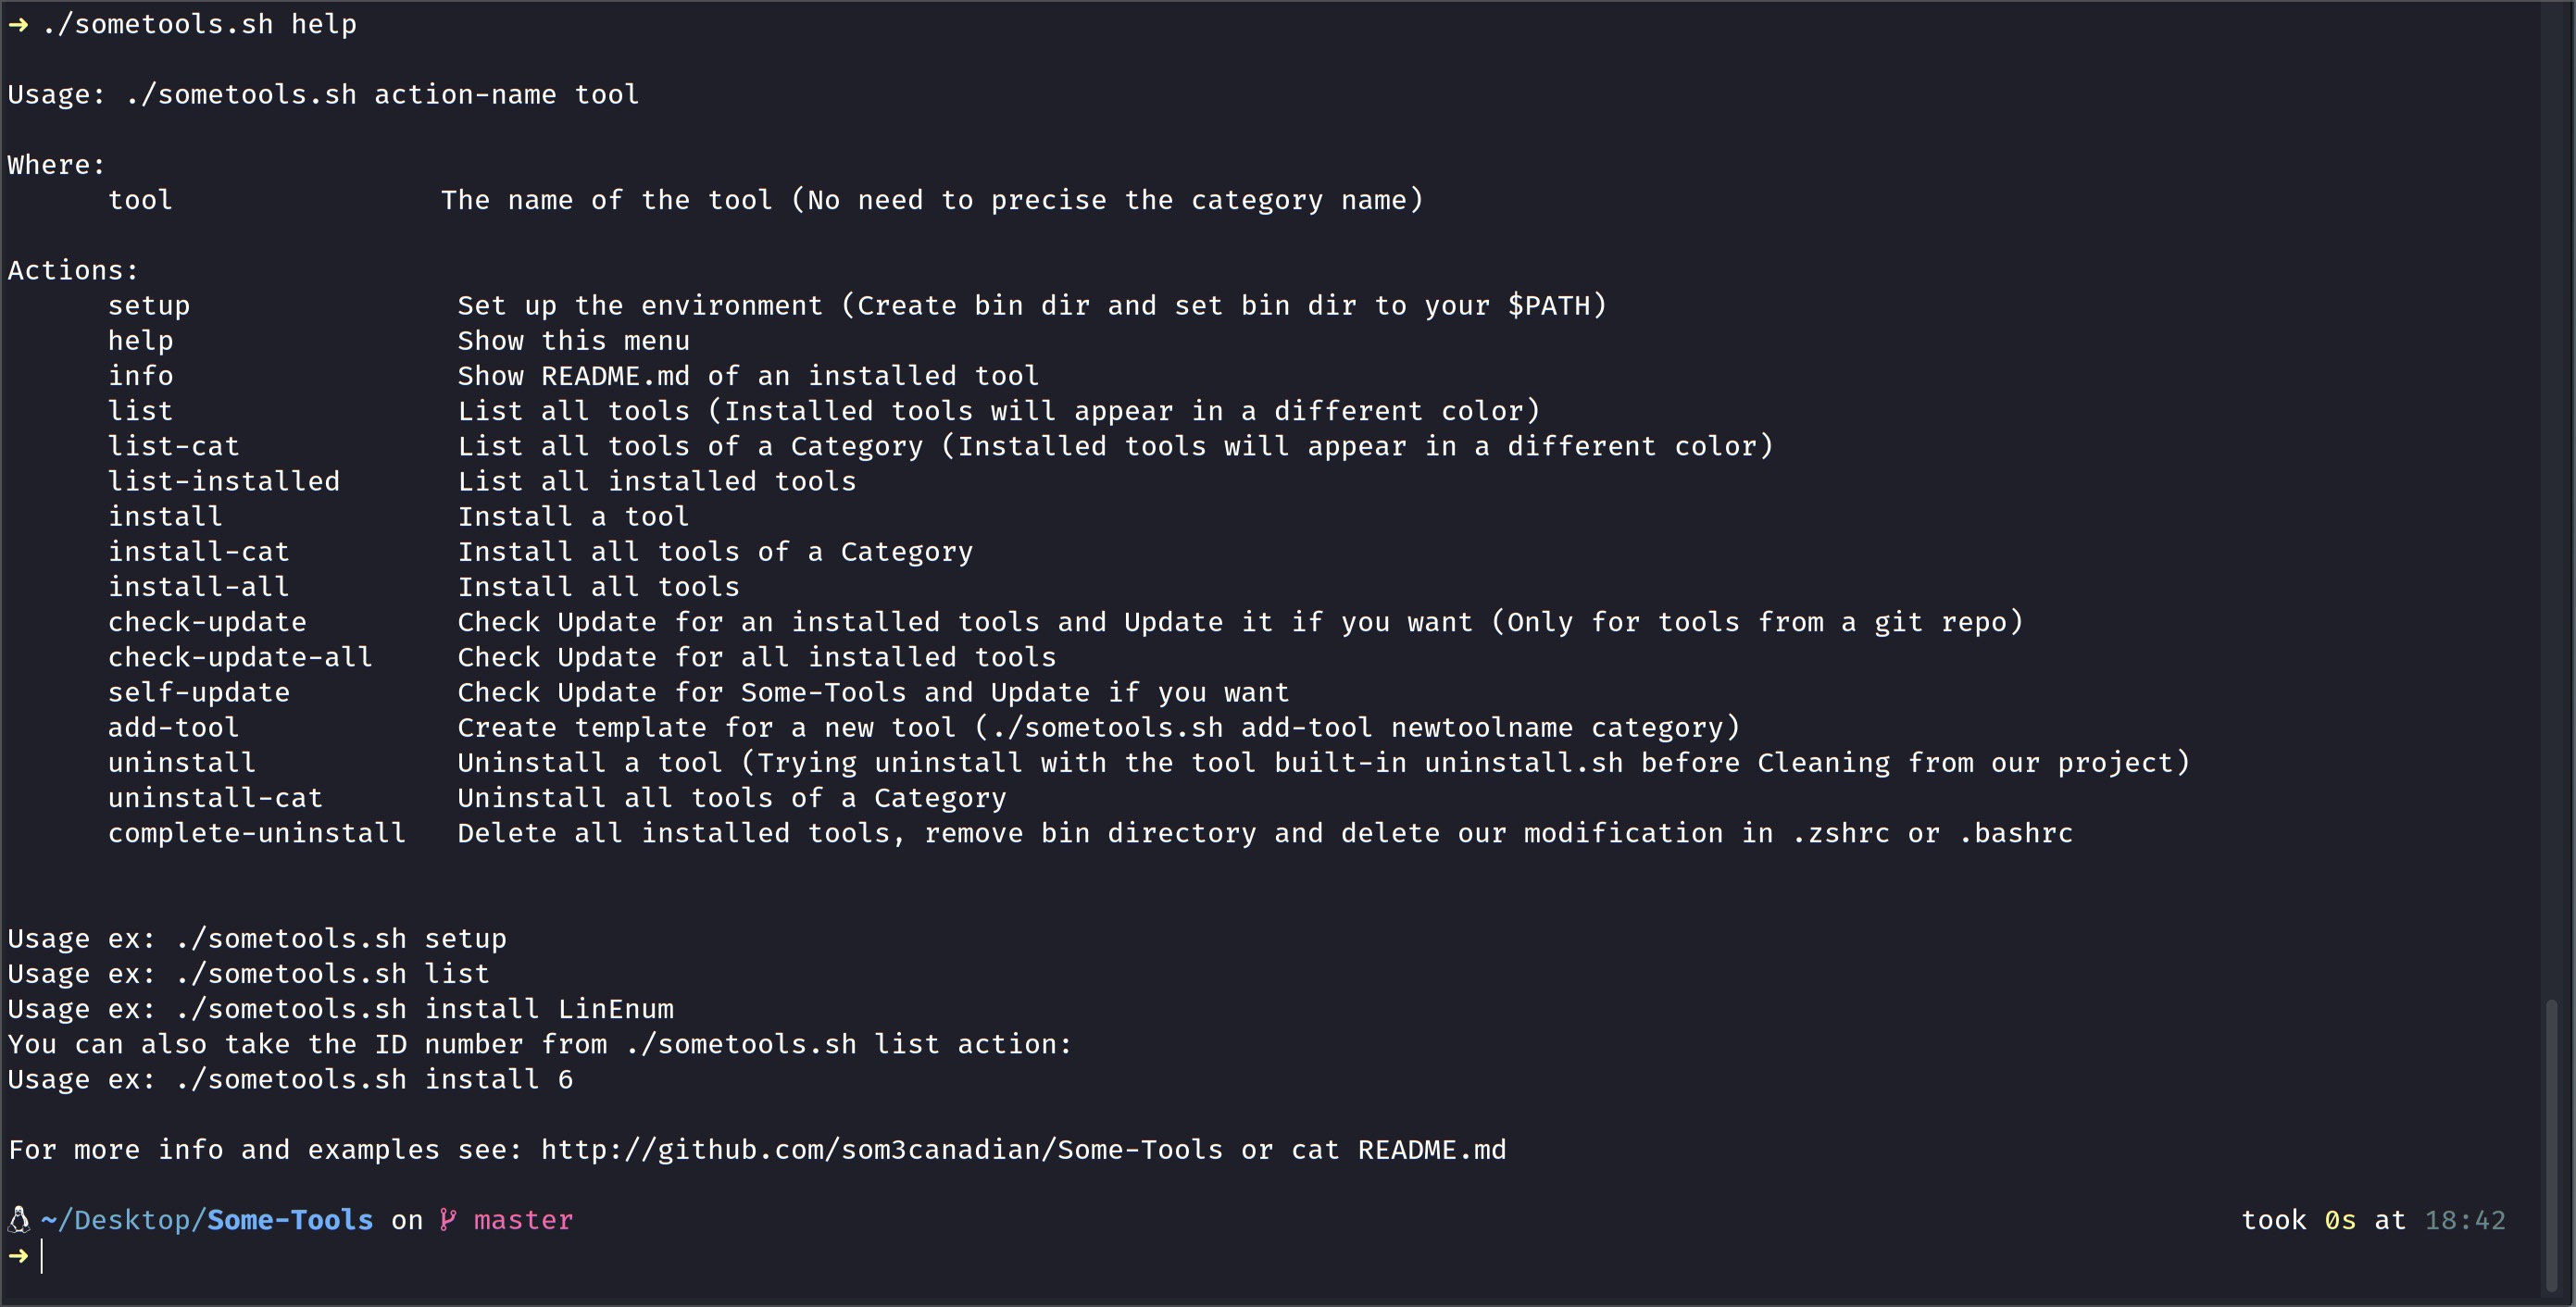 ➜ ./sometools.sh help
Usage: ./sometools.sh action-name tool
Where:
tool The name of the tool (No need to precise the category name)
Actions:
setup Set up the environment (Create bin dir and set bin dir to your $PATH)
help Show this menu
info Show README.md of an installed tool
list List all tools (Installed tools will appear in a different color)
list-cat List all tools of a Category (Installed tools will appear in a different color)
list-installed List all installed tools
install Install a tool
install-cat Install all tools of a Category
install-all Install all tools
check-update Check Update for an installed tools and Update it if you want (Only for tools from a git repo)
check-update-all Check Update for all installed tools
self-update Check Update for Some-Tools and Update if you want
add-tool Create template for a new tool (./sometools.sh add-tool newtoolname category)
uninstall Uninstall a tool (Trying uninstall with the tool built-in uninstall.sh before Cleaning from our project)
uninstall-cat Uninstall all tools of a Category
complete-uninstall Delete all installed tools, remove bin directory and delete our modification in .zshrc or .bashrc
Usage ex: ./sometools.sh setup
Usage ex: ./sometools.sh list
Usage ex: ./sometools.sh install LinEnum
You can also take the ID number from ./sometools.sh list action:
Usage ex: ./sometools.sh install 6
For more info and examples see: http://github.com/som3canadian/Some-Tools or cat README.md
~/Desktop/Some-Tools on master took 0s at 18:42
➜